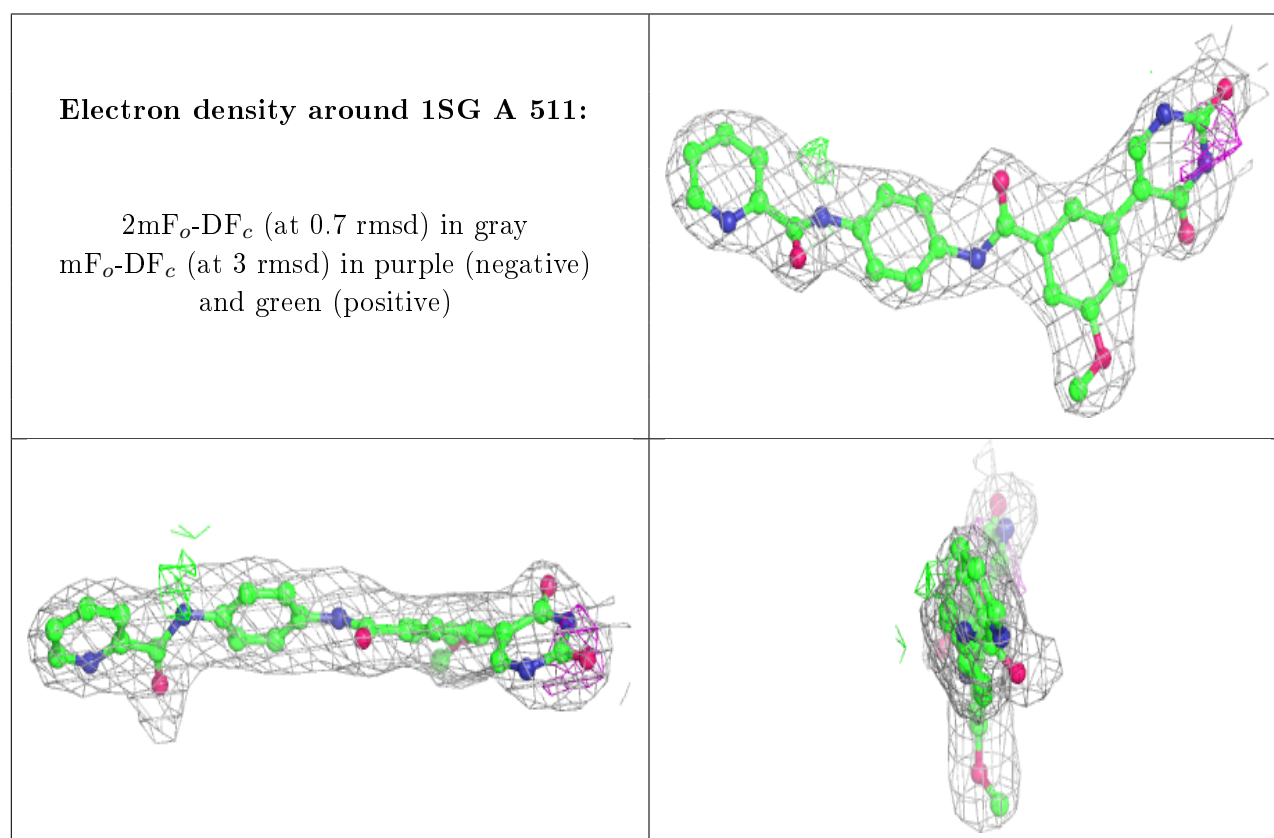 Electron density around 1SG A 511:
2mFo-DFc (at 0.7 rmsd) in gray
mFo-DFc (at 3 rmsd) in purple (negative)
and green (positive)